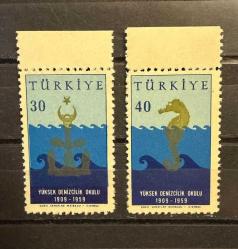 TÜRKİYE
30
YÜKSEK DENİZCİLİK OKULU
1909 - 1959
TÜRKİYE
40
YÜKSEK DENİZCİLİK OKULU
1909 - 1959